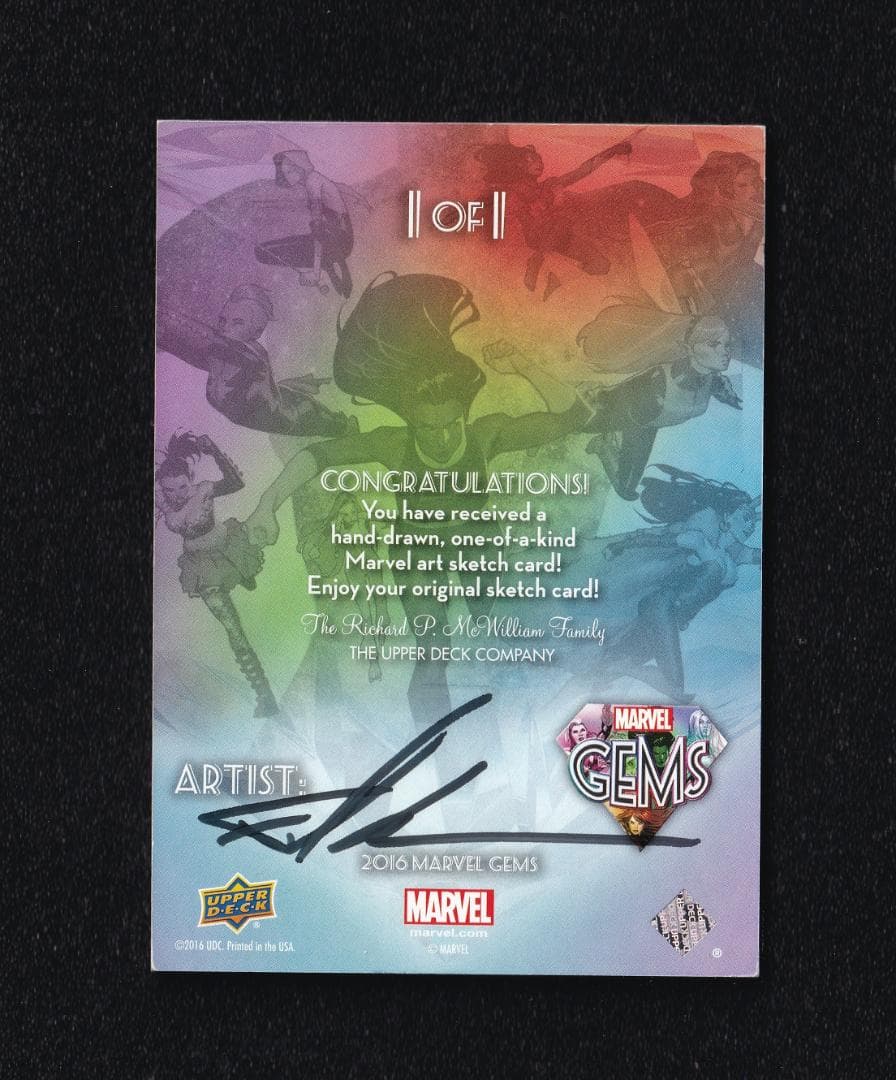 1 OF 1
CONGRATULATIONS!
You have received a
hand-drawn, one-of-a-kind
Marvel art sketch card!
Enjoy your original sketch card!
The Richard P. McWilliam Family
THE UPPER DECK COMPANY
MARVEL
GEMS
ARTIST:
2016 MARVEL GEMS
UPPER
D·E·C·K
®
MARVEL
marvel.com
©2016 UDC. Printed in the USA.
© MARVEL
®